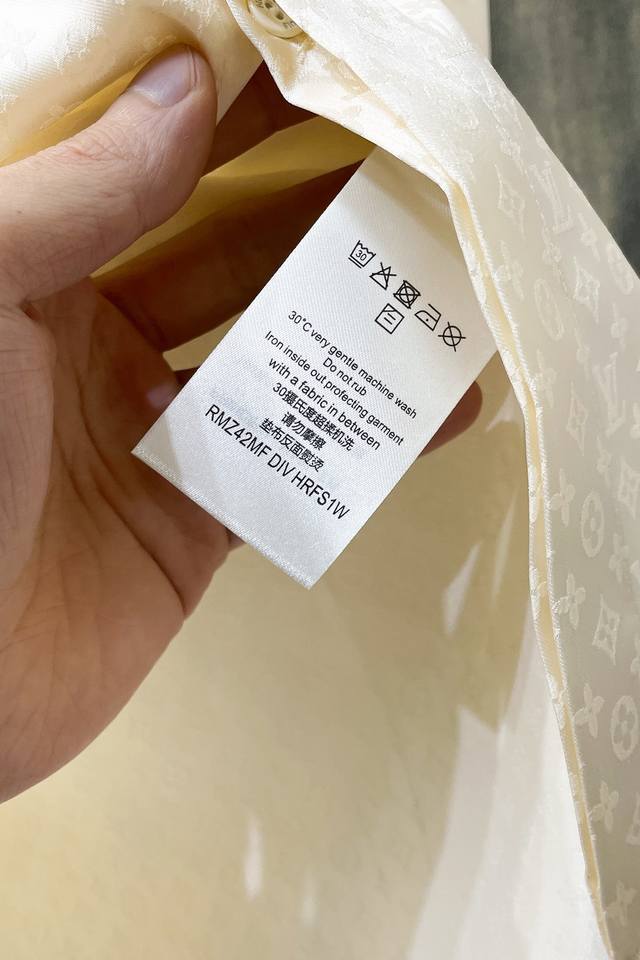 30
30°C very gentle machine wash
Do not rub
Iron inside out profecting garment
with a fabric in between
30摄氏度超揉机洗
请勿摩擦
垫布反面熨烫
RMZ42MF DIV HRFS1W